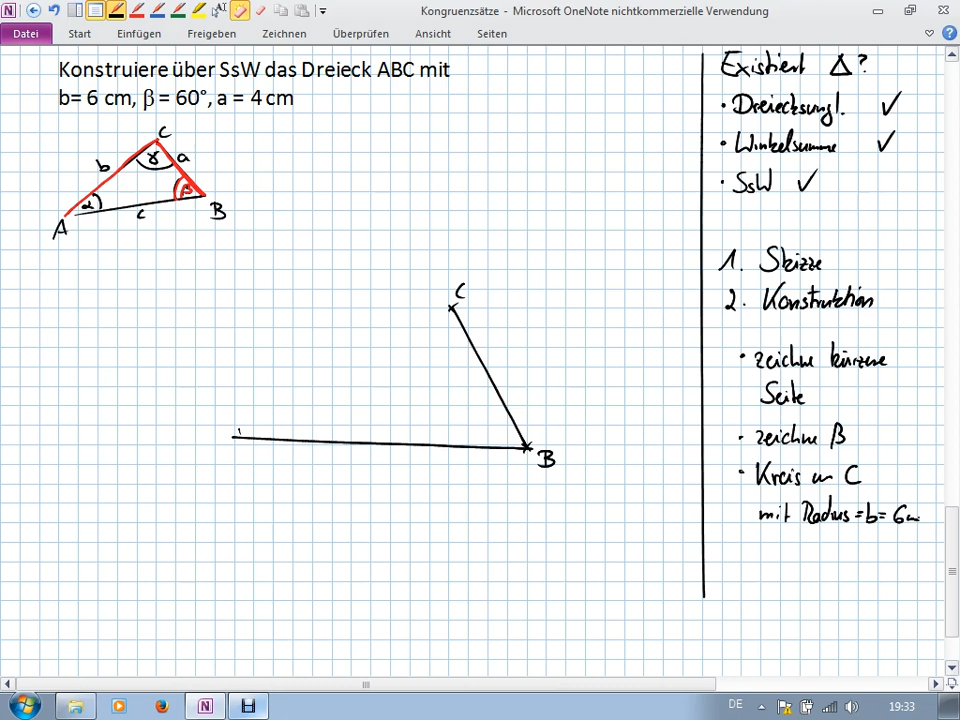 Kongruenzsätze - Microsoft OneNote nichtkommerzielle Verwendung
Datei Start Einfügen Freigeben Zeichnen Überprüfen Ansicht Seiten
Konstruiere über SsW das Dreieck ABC mit
b= 6 cm, β = 60°, a = 4 cm
C
b γ a
α β
A c B
C
B
Existiert Δ?
· Dreiecksungl. ✓
· Winkelsumme ✓
· SsW ✓
1. Skizze
2. Konstruktion
· zeichne kürzere
Seite
· zeichne β
· Kreis um C
mit Radius = b = 6cm
DE 19:33